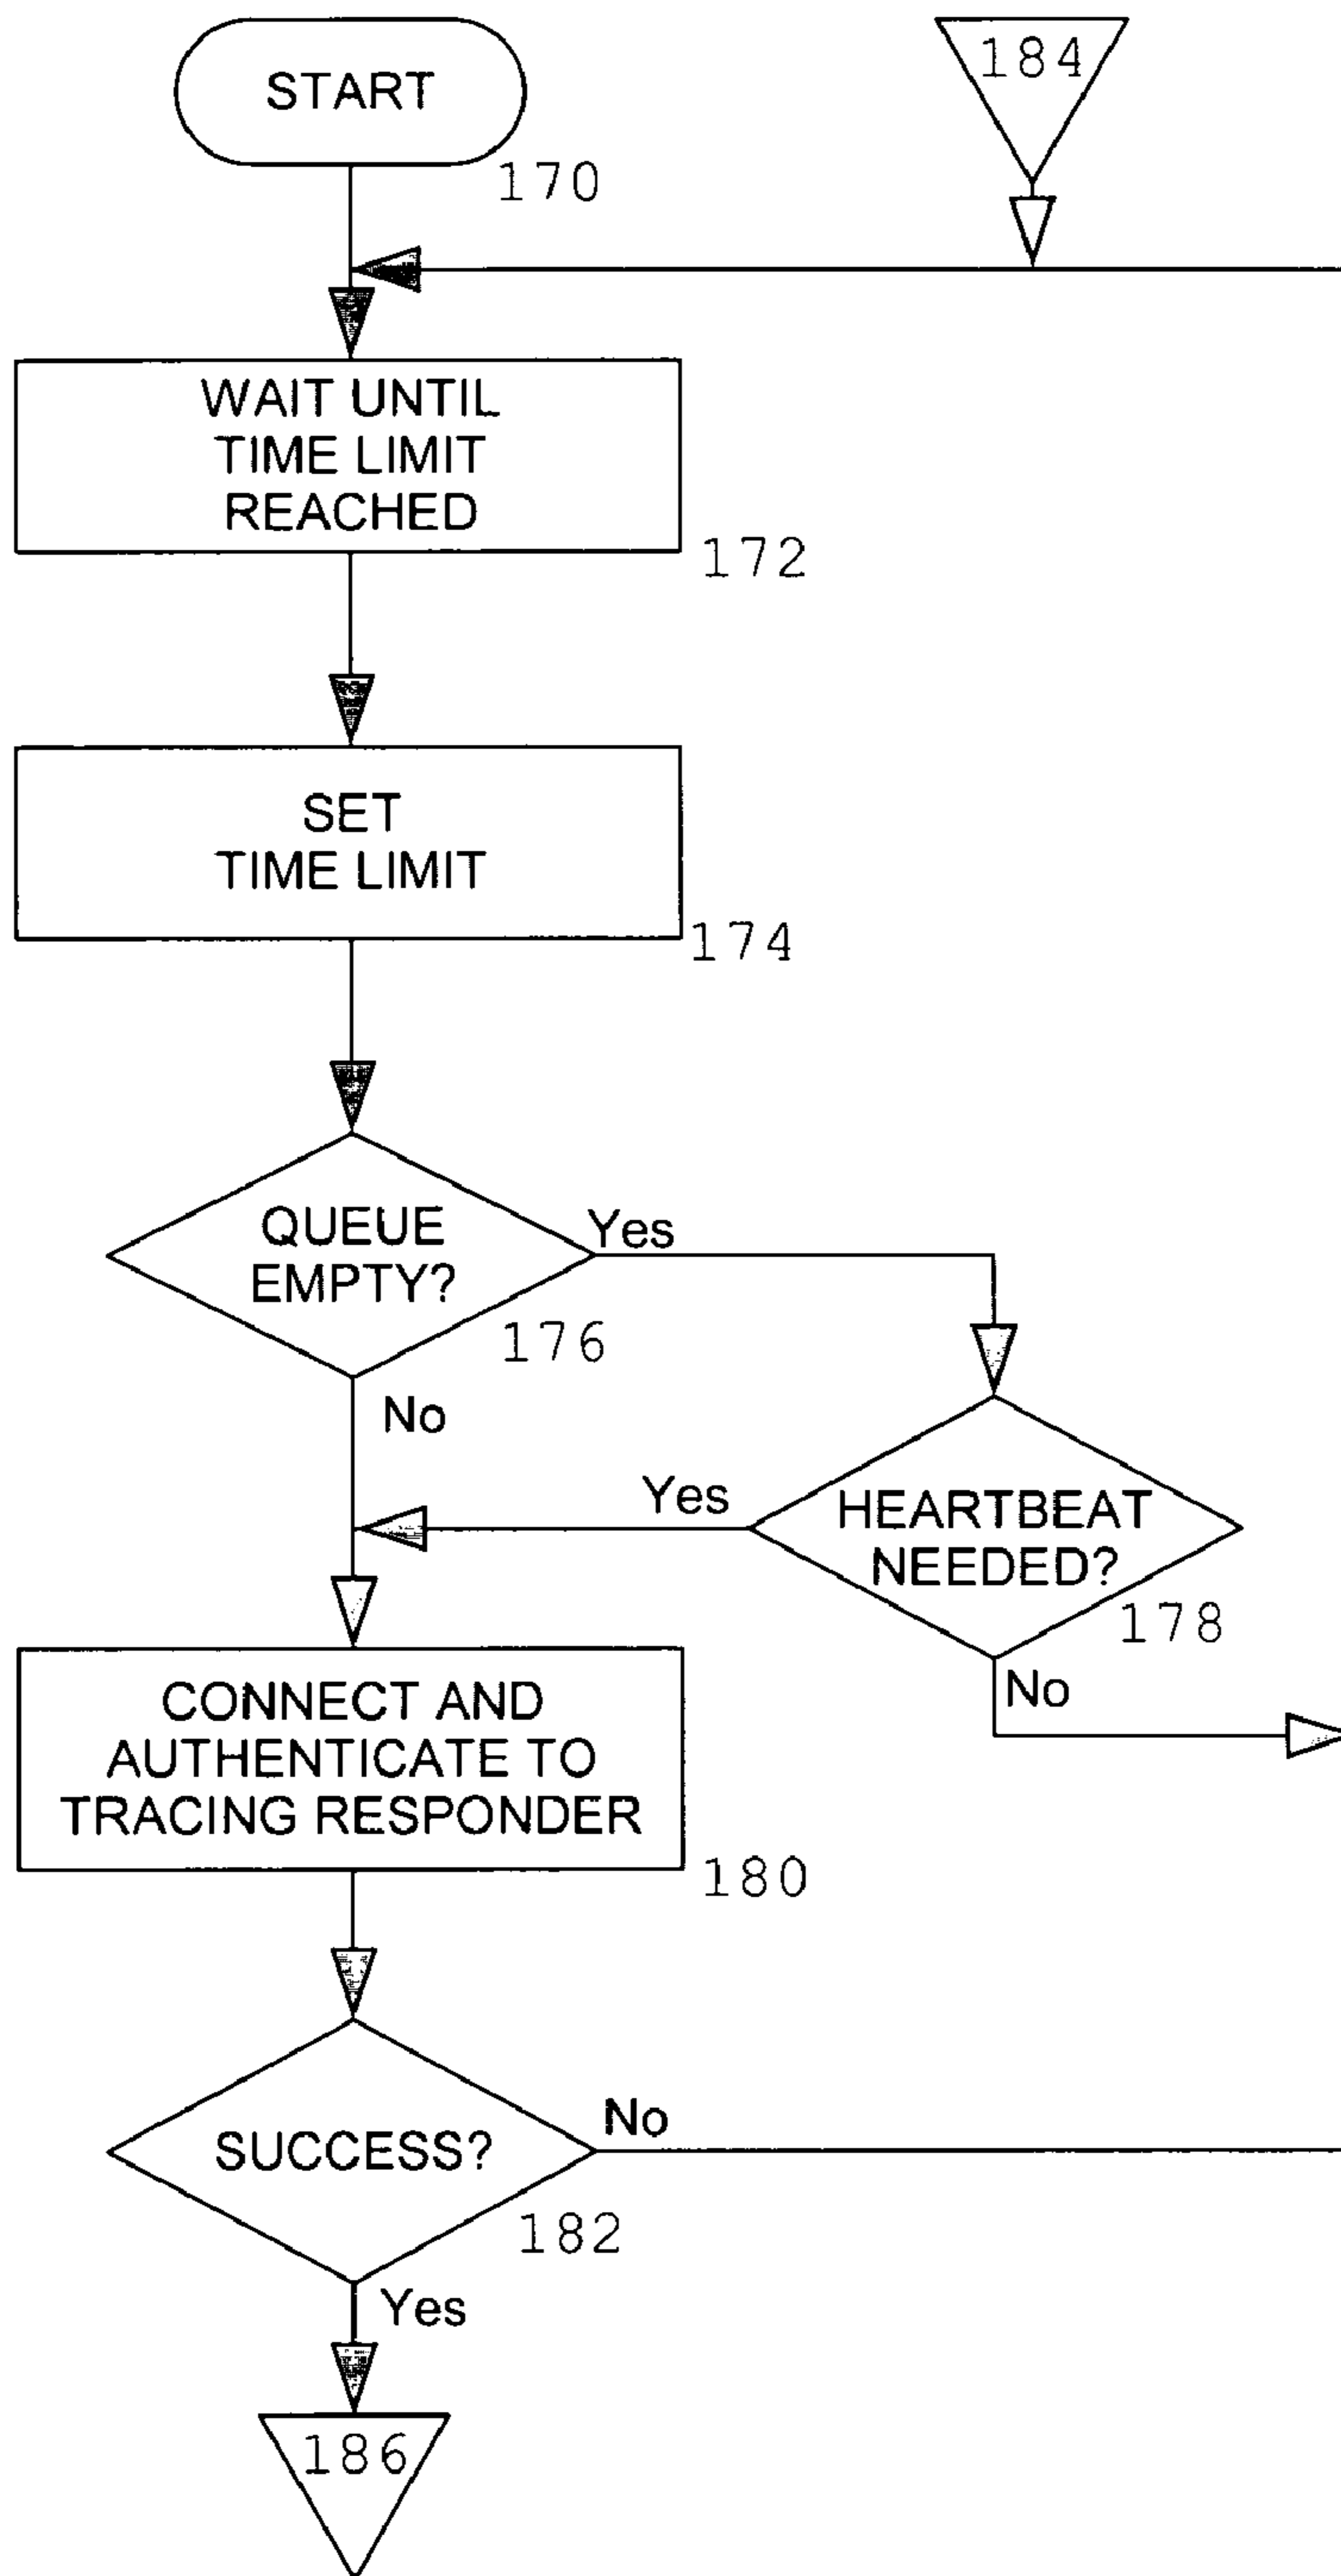 START
184
170
WAIT UNTIL
TIME LIMIT
REACHED
172
SET
TIME LIMIT
174
QUEUE
EMPTY?
Yes
176
No
Yes
HEARTBEAT
NEEDED?
178
No
CONNECT AND
AUTHENTICATE TO
TRACING RESPONDER
180
SUCCESS?
No
182
Yes
186